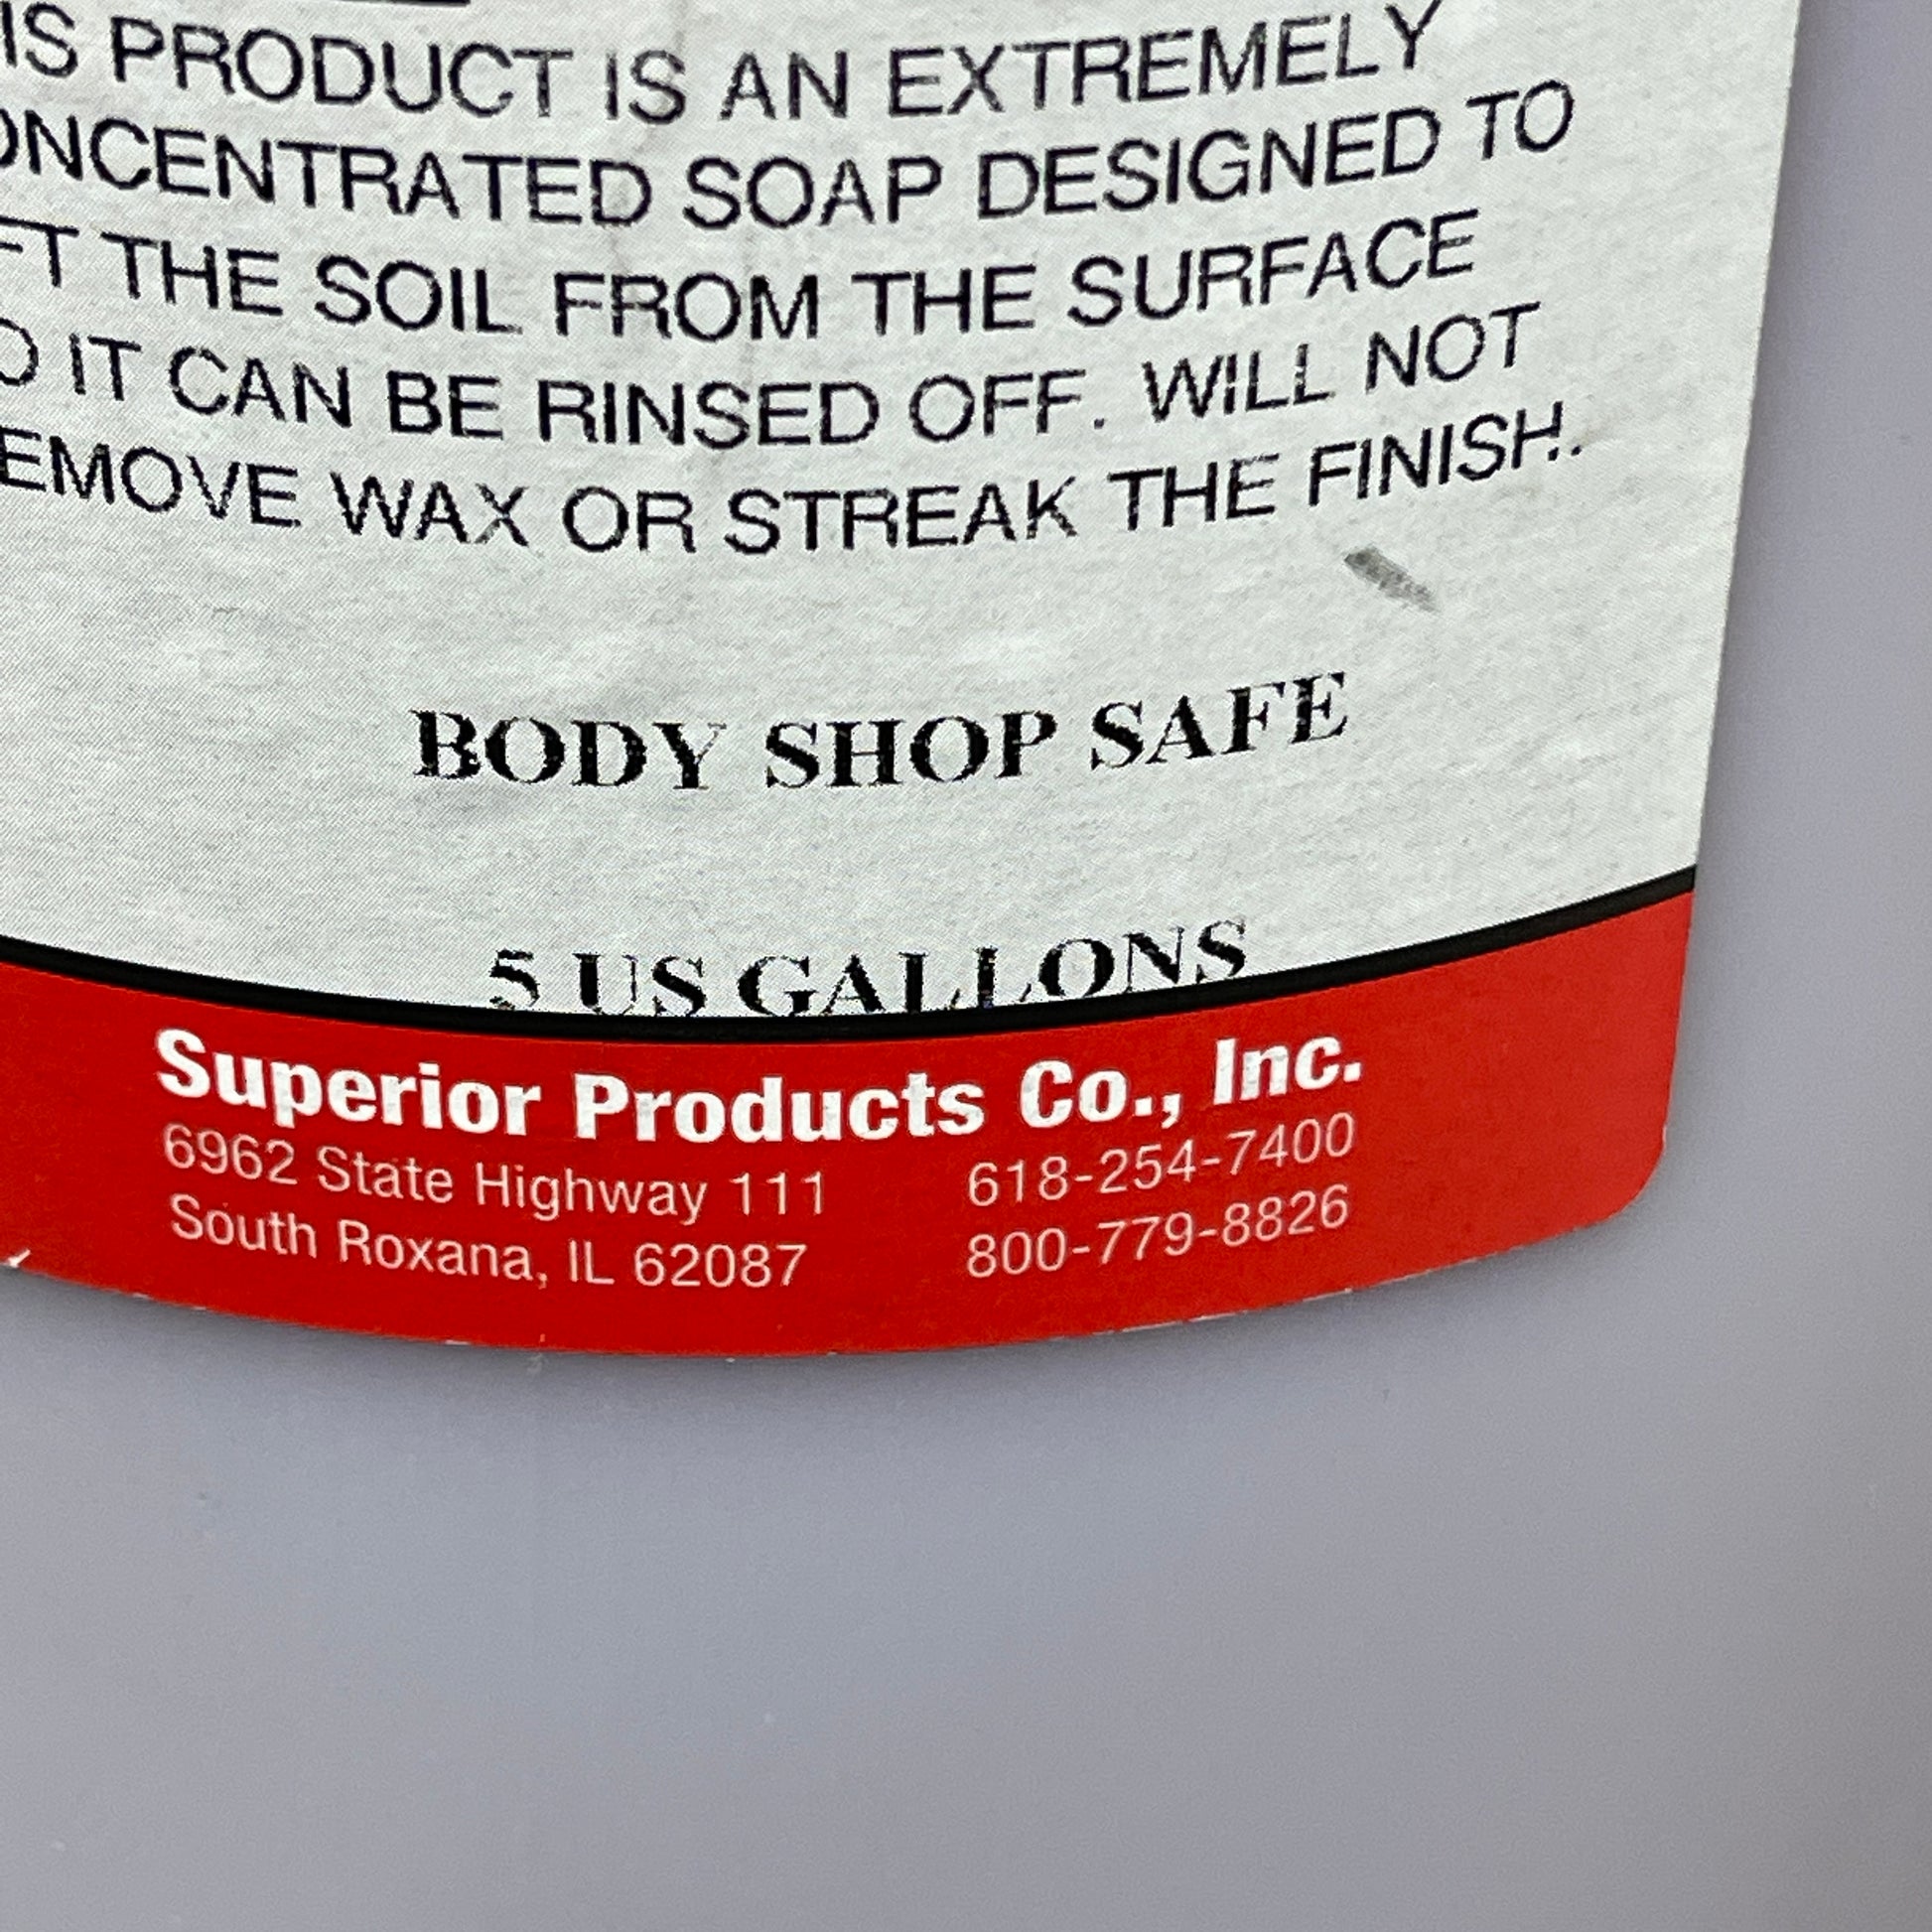 IS PRODUCT IS AN EXTREMELY
ONCENTRATED SOAP DESIGNED TO
FT THE SOIL FROM THE SURFACE
O IT CAN BE RINSED OFF. WILL NOT
EMOVE WAX OR STREAK THE FINISH.
BODY SHOP SAFE
5 US GALLONS
Superior Products Co., Inc.
6962 State Highway 111 618-254-7400
South Roxana, IL 62087 800-779-8826